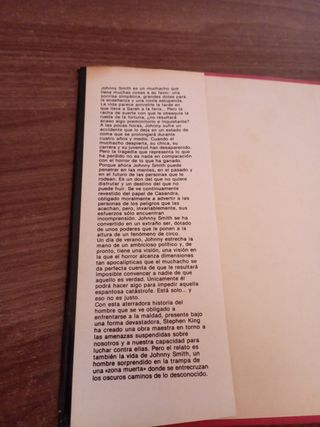 Johnny Smith es un muchacho que
tiene muchas cosas a su favor: una
sonrisa simpática, grandes dotes para
la enseñanza y una novia estupenda.
La vida parece sonreírle la tarde en
que lleva a Sarah a la feria... Pero la
racha de suerte con que le obsequia la
rueda de la fortuna, ¿no resultará
acaso algo premonitorio e inquietante?
A las pocas horas, Johnny sufre un
accidente que lo deja en un estado de
coma que se prolongará durante
cuatro años y medio. Cuando el
muchacho despierta, su chica, su
carrera y su juventud han desaparecido.
Pero la tragedia que representa lo que
ha perdido no es nada en comparación
con el horror de lo que ha ganado.
Porque ahora Johnny Smith puede
penetrar en las mentes, en el pasado y
en el futuro de las personas que le
rodean. Es un don del que no quiere
disfrutar y un destino del que no
puede huir. Se ve continuamente
revestido del papel de Casandra,
obligado moralmente a advertir a las
personas de los peligros que las
acechan, pero, invariablemente, sus
esfuerzos sólo encuentran
incomprensión. Johnny Smith se ha
convertido en un extraño ser, dotado
de unos poderes que la ponen a la
altura de un fenómeno de circo.
Un día de verano, Johnny estrecha la
mano de un ambicioso político y, de
pronto, tiene una visión, una visión en
la que el horror alcanza dimensiones
tan apocalípticas que el muchacho se
da perfecta cuenta de que le resultará
imposible convencer a nadie de que
aquello es verdad. Únicamente él
podrá hacer algo para impedir aquella
espantosa catástrofe. Está solo... y
eso no es justo.
Con esta aterradora historia del
hombre que se ve obligado a
enfrentarse a la maldad, presente bajo
una forma devastadora, Stephen King
ha creado una obra maestra en torno a
las amenazas suspendidas sobre
nosotros y a nuestra capacidad para
luchar contra ellas. Pero el relato es
también la vida de Johnny Smith, un
hombre sorprendido en la trampa de
una «zona muerta» donde se entrecruzan
los oscuros caminos de lo desconocido.